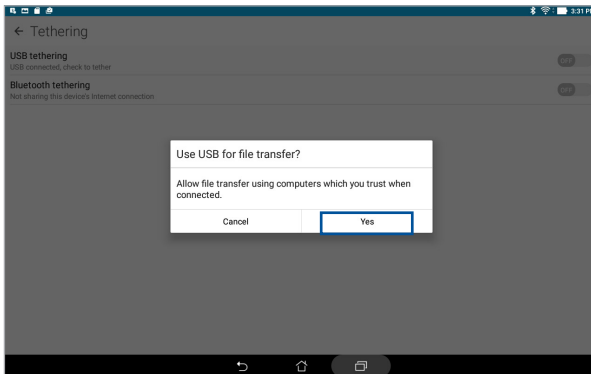 3:31 P
Tethering
USB tethering
USB connected, check to tether
OFF
Bluetooth tethering
Not sharing this device's Internet connection
OFF
Use USB for file transfer?
Allow file transfer using computers which you trust when
connected.
Cancel Yes